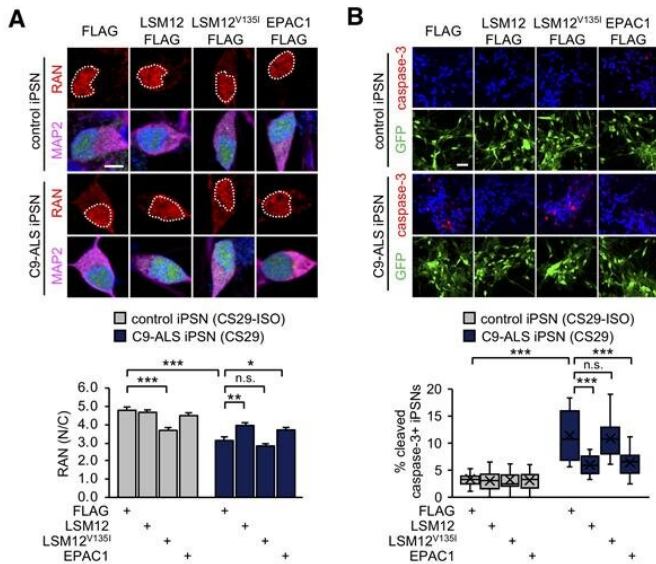 A
FLAG
LSM12 FLAG
LSM12V135I FLAG
EPAC1 FLAG
control iPSN
RAN
MAP2
C9-ALS iPSN
RAN
MAP2
control iPSN (CS29-ISO)
C9-ALS iPSN (CS29)
*** *
*** n.s.
**
RAN (N/C)
5.0
4.0
3.0
2.0
1.0
0
FLAG + +
LSM12 + +
LSM12V135I + +
EPAC1 + +
B
FLAG
LSM12 FLAG
LSM12V135I FLAG
EPAC1 FLAG
control iPSN
caspase-3
GFP
C9-ALS iPSN
caspase-3
GFP
control iPSN (CS29-ISO)
C9-ALS iPSN (CS29)
*** ***
n.s.
***
% cleaved
caspase-3+ iPSNs
20
15
10
5
0
FLAG + +
LSM12 + +
LSM12V135I + +
EPAC1 + +